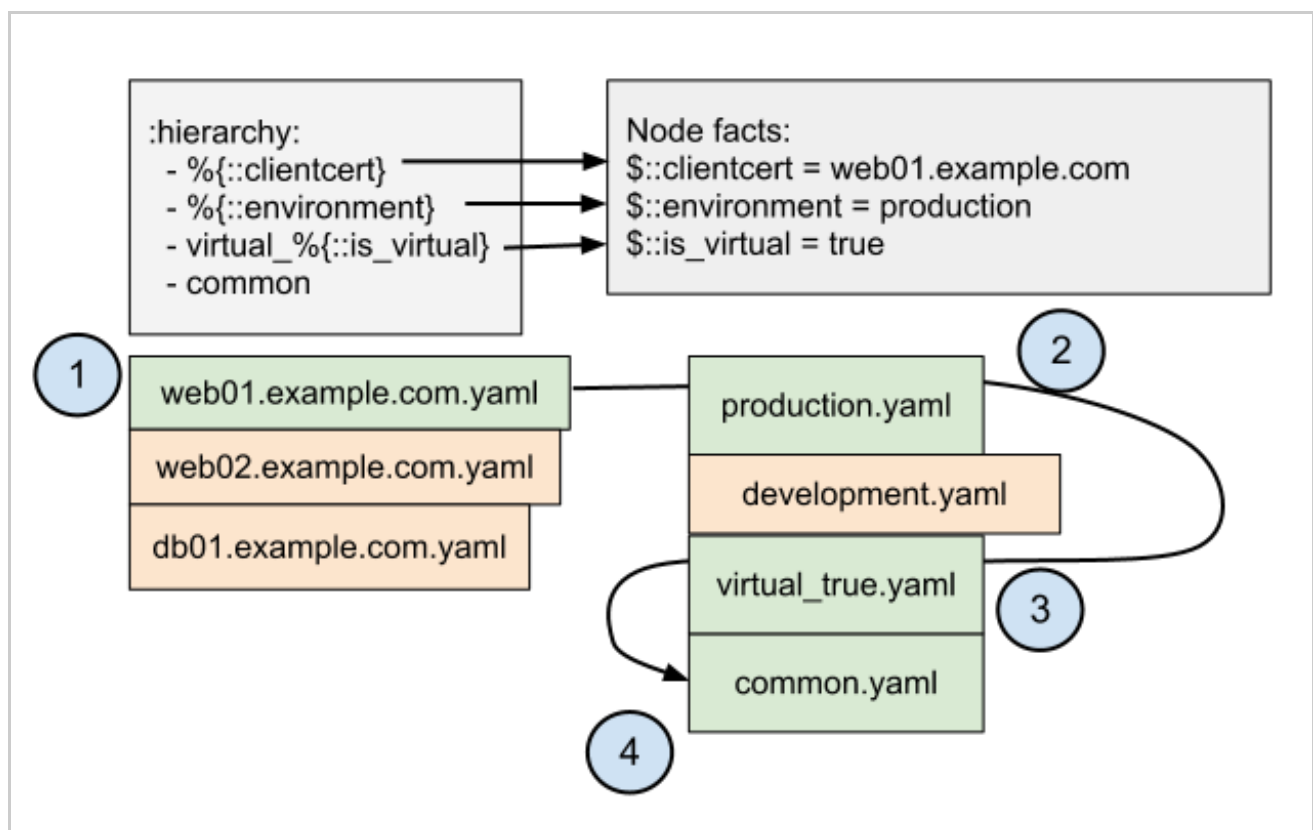 :hierarchy:
- %{::clientcert}
- %{::environment}
- virtual_%{::is_virtual}
- common
Node facts:
$::clientcert = web01.example.com
$::environment = production
$::is_virtual = true
1
web01.example.com.yaml
web02.example.com.yaml
db01.example.com.yaml
2
production.yaml
development.yaml
virtual_true.yaml
3
common.yaml
4